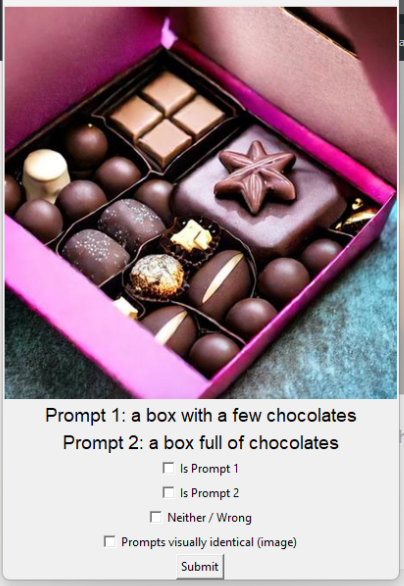 Prompt 1: a box with a few chocolates
Prompt 2: a box full of chocolates
Is Prompt 1
Is Prompt 2
Neither / Wrong
Prompts visually identical (image)
Submit